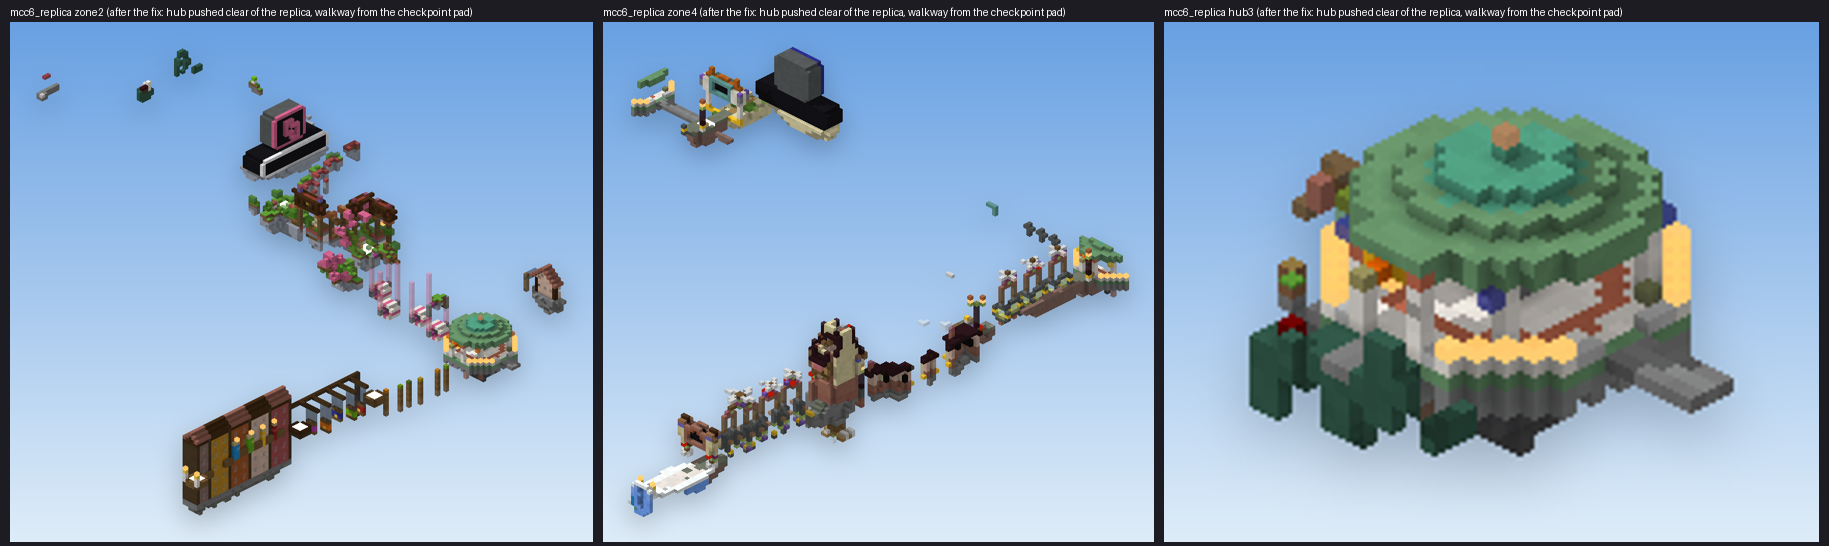 mcc6_replica zone2 (after the fix: hub pushed clear of the replica, walkway from the checkpoint pad)
mcc6_replica zone4 (after the fix: hub pushed clear of the replica, walkway from the checkpoint pad)
mcc6_replica hub3 (after the fix: hub pushed clear of the replica, walkway from the checkpoint pad)